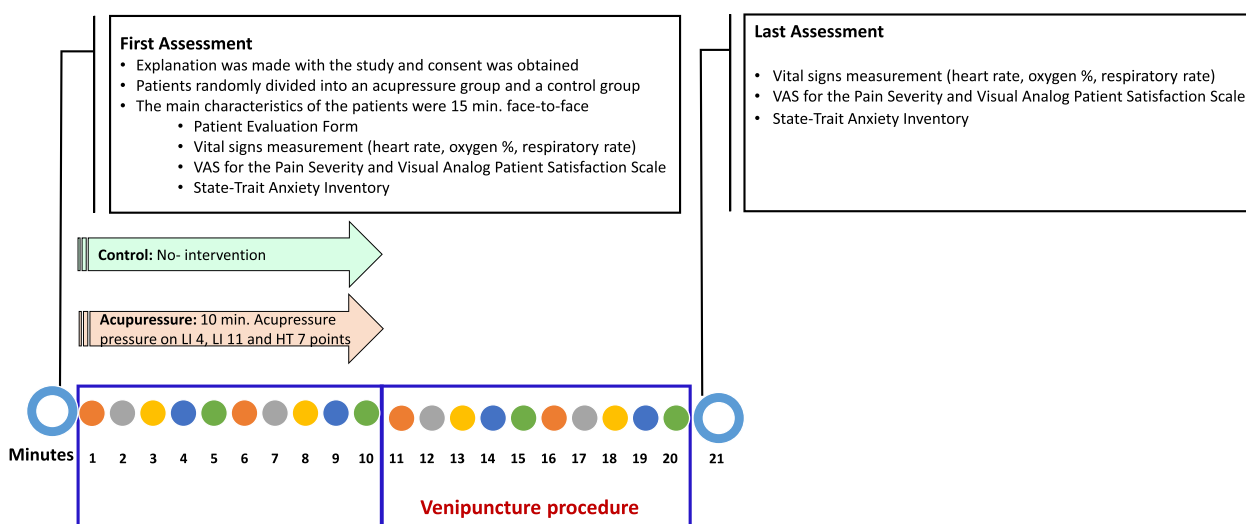 First Assessment
• Explanation was made with the study and consent was obtained
• Patients randomly divided into an acupressure group and a control group
• The main characteristics of the patients were 15 min. face-to-face
• Patient Evaluation Form
• Vital signs measurement (heart rate, oxygen %, respiratory rate)
• VAS for the Pain Severity and Visual Analog Patient Satisfaction Scale
• State-Trait Anxiety Inventory
Last Assessment
• Vital signs measurement (heart rate, oxygen %, respiratory rate)
• VAS for the Pain Severity and Visual Analog Patient Satisfaction Scale
• State-Trait Anxiety Inventory
Control: No- intervention
Acupuressure: 10 min. Acupressure
pressure on LI 4, LI 11 and HT 7 points
Minutes 1 2 3 4 5 6 7 8 9 10 11 12 13 14 15 16 17 18 19 20 21
Venipuncture procedure